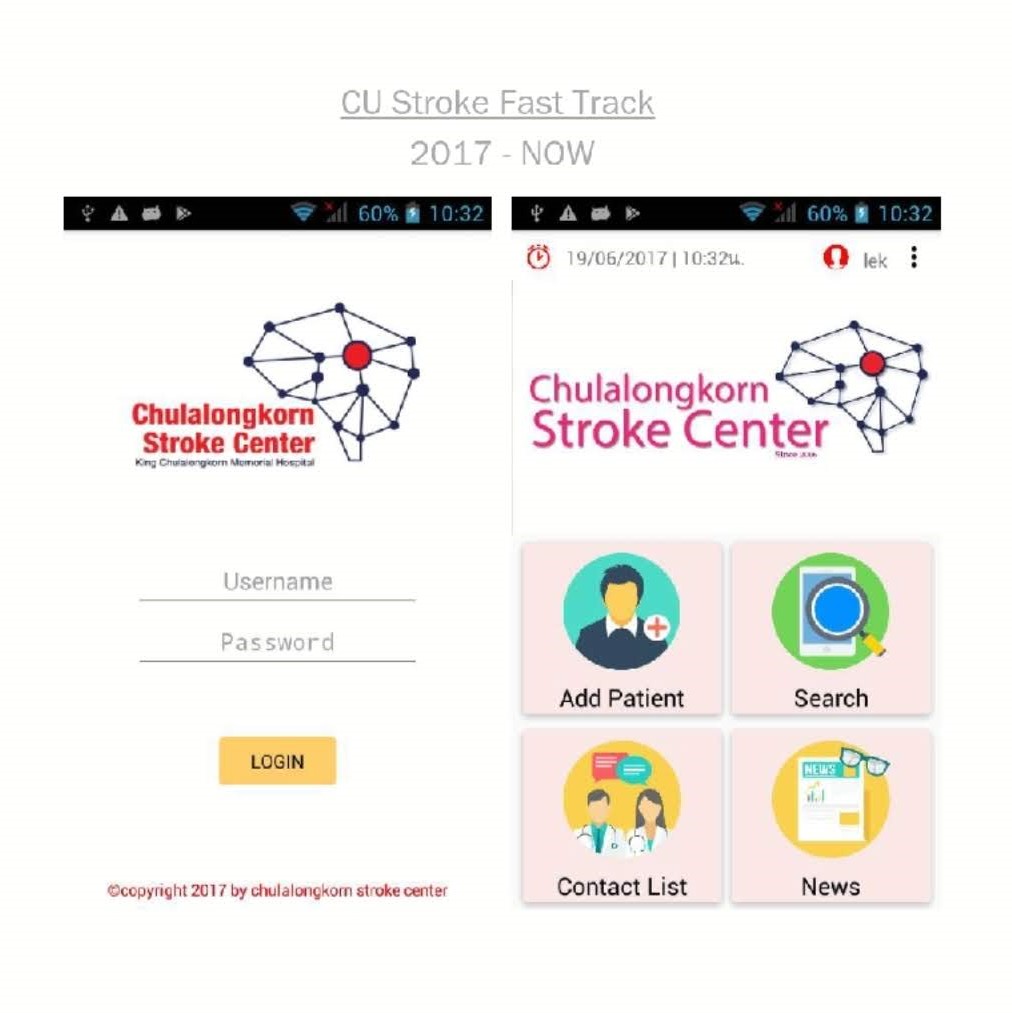 CU Stroke Fast Track
2017 - NOW
60% 10:32
Chulalongkorn
Stroke Center
King Chulalongkorn Memorial Hospital
Username
Password
LOGIN
©copyright 2017 by chulalongkorn stroke center
60% 10:32
19/06/2017 | 10:32น. lek
Chulalongkorn
Stroke Center
Since 2006
Add Patient
Search
NEWS
Contact List
News